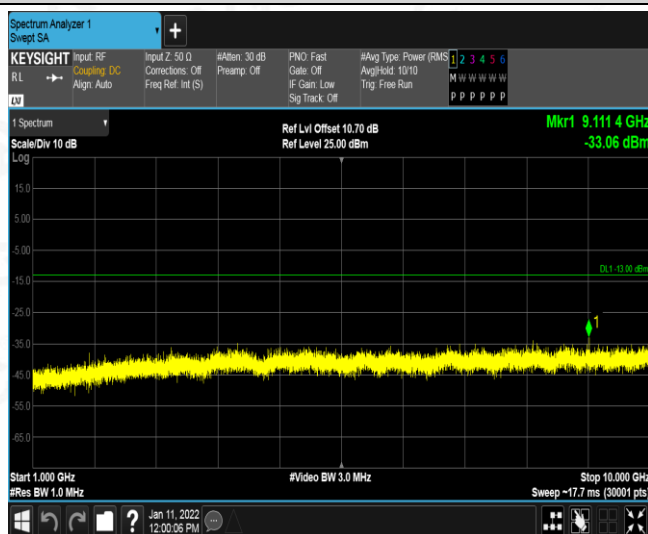 Spectrum Analyzer 1
Swept SA
+
KEYSIGHT
RL
LXI
Input: RF
Coupling: DC
Align: Auto
Input Z: 50 Ω
Corrections: Off
Freq Ref: Int (S)
#Atten: 30 dB
Preamp: Off
PNO: Fast
Gate: Off
IF Gain: Low
Sig Track: Off
#Avg Type: Power (RMS
Avg|Hold: 10/10
Trig: Free Run
1 2 3 4 5 6
M W W W W W
P P P P P P
1 Spectrum
Scale/Div 10 dB
Log
Ref Lvl Offset 10.70 dB
Ref Level 25.00 dBm
Mkr1 9.111 4 GHz
-33.06 dBm
15.0
5.00
-5.00
DL1 -13.00 dBm
-15.0
-25.0
1
-35.0
-45.0
-55.0
-65.0
Start 1.000 GHz
#Res BW 1.0 MHz
#Video BW 3.0 MHz
Stop 10.000 GHz
Sweep ~17.7 ms (30001 pts)
?
Jan 11, 2022
12:00:06 PM